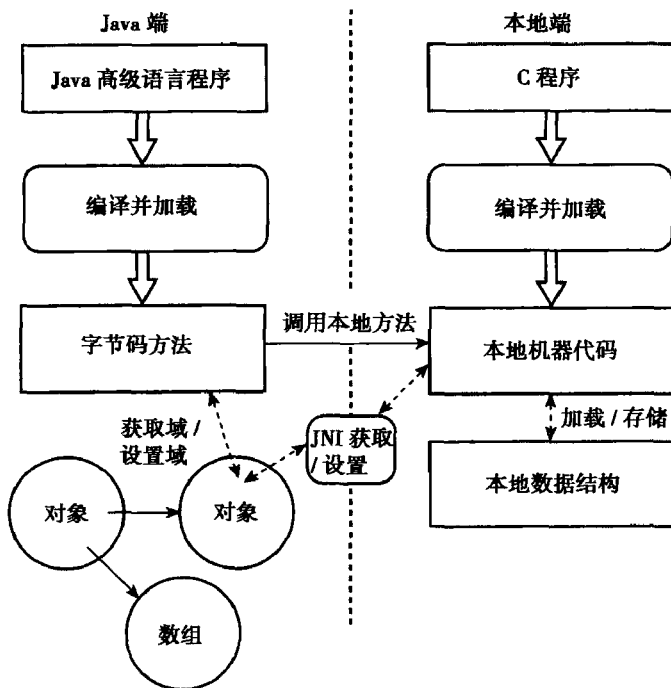 Java 端
本地端
Java 高级语言程序
C 程序
编译并加载
编译并加载
字节码方法
调用本地方法
本地机器代码
获取域 /
设置域
JNI 获取
/ 设置
加载 / 存储
对象
对象
本地数据结构
数组